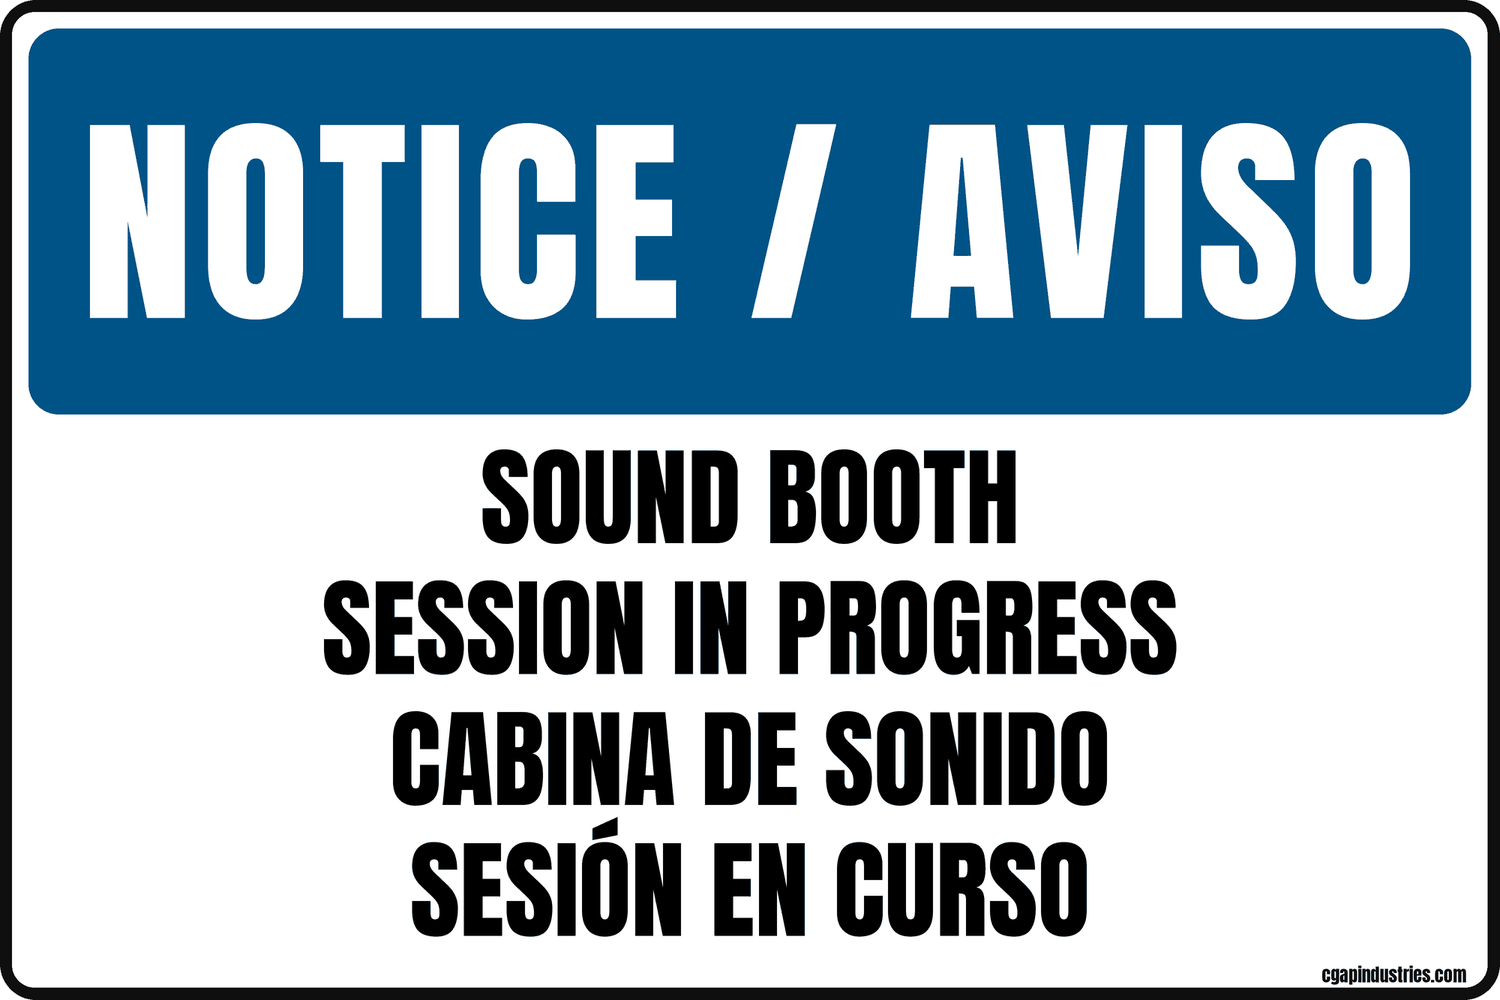 NOTICE / AVISO
SOUND BOOTH
SESSION IN PROGRESS
CABINA DE SONIDO
SESIÓN EN CURSO
cgapindustries.com